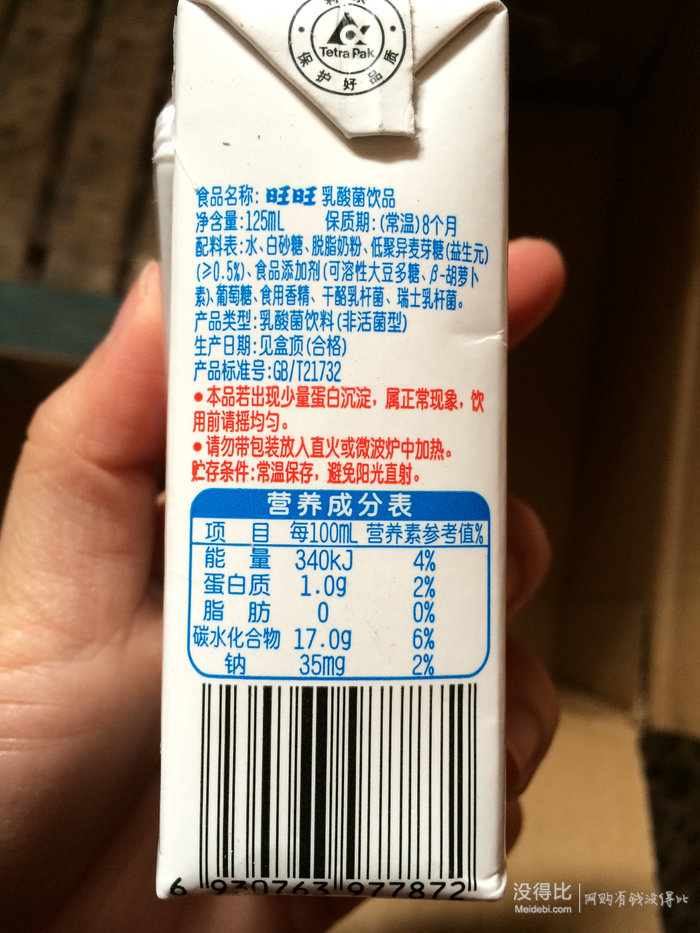 Tetra Pak
保护好品质
食品名称: 旺旺 乳酸菌饮品
净含量:125mL 保质期:(常温)8个月
配料表:水、白砂糖、脱脂奶粉、低聚异麦芽糖(益生元)
(≥0.5%)、食品添加剂(可溶性大豆多糖、β-胡萝卜
素)、葡萄糖、食用香精、干酪乳杆菌、瑞士乳杆菌。
产品类型:乳酸菌饮料(非活菌型)
生产日期:见盒顶(合格)
产品标准号:GB/T21732
•本品若出现少量蛋白沉淀，属正常现象，饮
用前请摇均匀。
•请勿带包装放入直火或微波炉中加热。
贮存条件:常温保存，避免阳光直射。
营养成分表
项 目 每100mL 营养素参考值%
能 量 340kJ 4%
蛋白质 1.0g 2%
脂 肪 0 0%
碳水化合物 17.0g 6%
钠 35mg 2%
6 930763 977872
没得比 网购有钱没得比
Meidebi.com